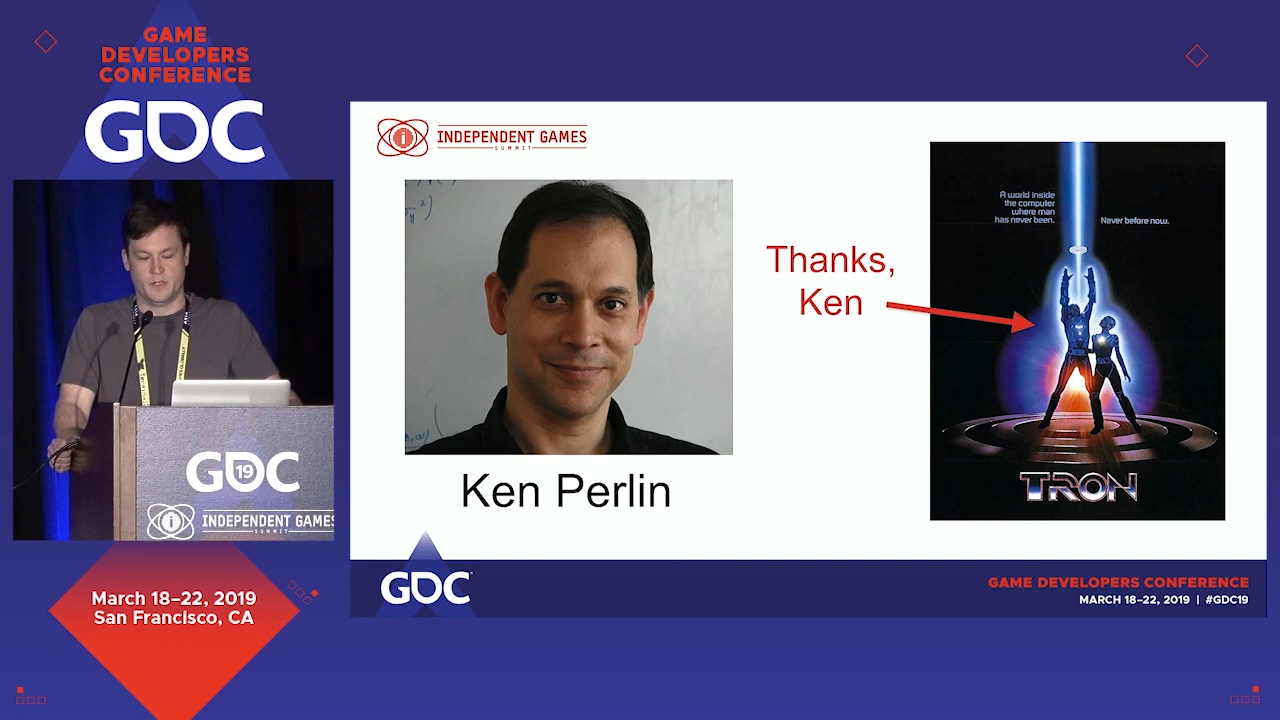 GAME
DEVELOPERS
CONFERENCE
GDC
GDC 19
INDEPENDENT GAMES
SUMMIT
March 18–22, 2019
San Francisco, CA
INDEPENDENT GAMES
SUMMIT
Ken Perlin
Thanks,
Ken
A world inside
the computer
where man
has never been.
Never before now.
TRON
GDC
GAME DEVELOPERS CONFERENCE
MARCH 18–22, 2019 | #GDC19